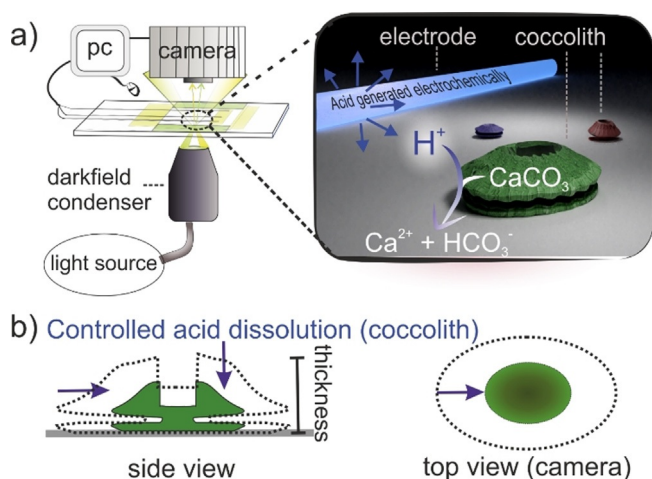 a)
pc
camera
darkfield
condenser
light source
electrode
coccolith
Acid generated electrochemically
H⁺
CaCO₃
Ca²⁺ + HCO₃⁻
b) Controlled acid dissolution (coccolith)
thickness
side view
top view (camera)